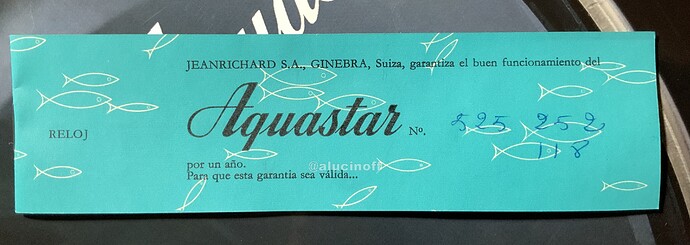 JEANRICHARD S.A., GINEBRA, Suiza, garantiza el buen funcionamiento del
RELOJ
Aquastar No. 525 252
118
por un año.
@alucinoff
Para que esta garantía sea válida...